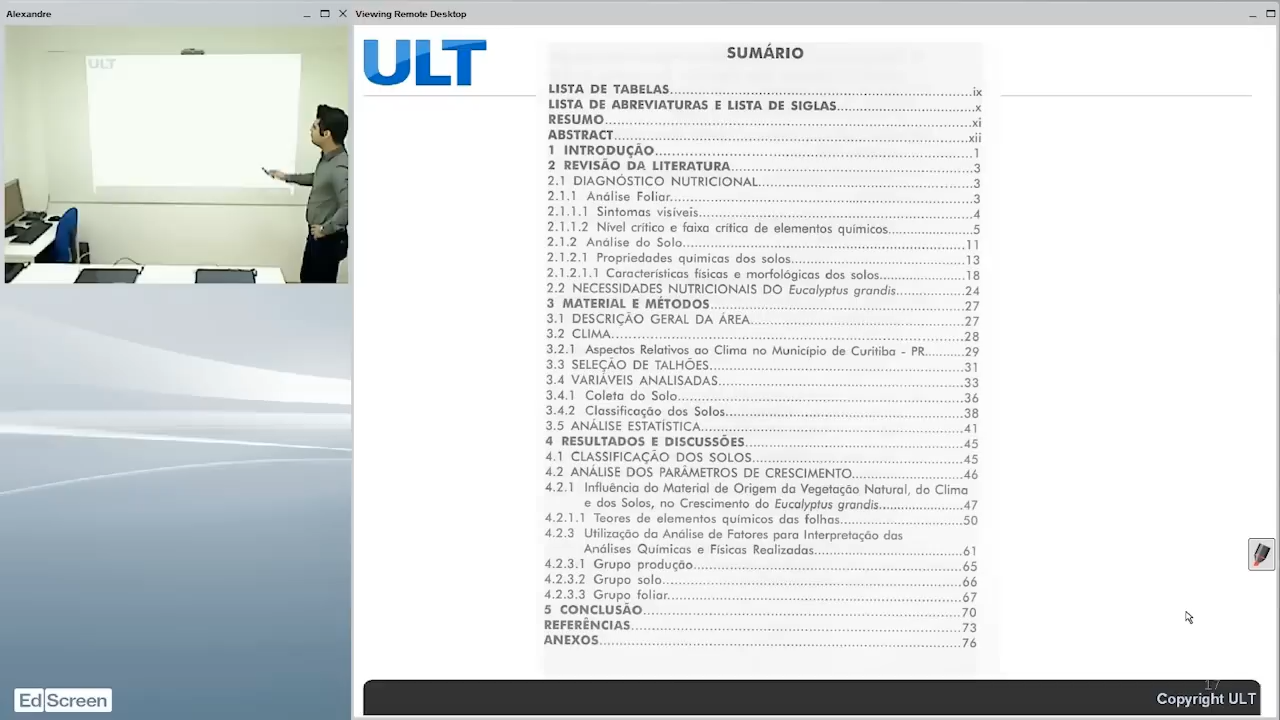 Alexandre
Viewing Remote Desktop
ULT
ULT
SUMÁRIO
LISTA DE TABELAS ix
LISTA DE ABREVIATURAS E LISTA DE SIGLAS x
RESUMO xi
ABSTRACT xii
1 INTRODUÇÃO 1
2 REVISÃO DA LITERATURA 3
2.1 DIAGNÓSTICO NUTRICIONAL 3
2.1.1 Análise Foliar 3
2.1.1.1 Sintomas visíveis 4
2.1.1.2 Nível crítico e faixa crítica de elementos químicos 5
2.1.2 Análise do Solo 11
2.1.2.1 Propriedades químicas dos solos 13
2.1.2.1.1 Características físicas e morfológicas dos solos 18
2.2 NECESSIDADES NUTRICIONAIS DO Eucalyptus grandis 24
3 MATERIAL E MÉTODOS 27
3.1 DESCRIÇÃO GERAL DA ÁREA 27
3.2 CLIMA 28
3.2.1 Aspectos Relativos ao Clima no Município de Curitiba - PR 29
3.3 SELEÇÃO DE TALHÕES 31
3.4 VARIÁVEIS ANALISADAS 33
3.4.1 Coleta do Solo 36
3.4.2 Classificação dos Solos 38
3.5 ANÁLISE ESTATÍSTICA 41
4 RESULTADOS E DISCUSSÕES 45
4.1 CLASSIFICAÇÃO DOS SOLOS 45
4.2 ANÁLISE DOS PARÂMETROS DE CRESCIMENTO 46
4.2.1 Influência do Material de Origem da Vegetação Natural, do Clima
e dos Solos, no Crescimento do Eucalyptus grandis 47
4.2.1.1 Teores de elementos químicos das folhas 50
4.2.3 Utilização da Análise de Fatores para Interpretação das
Análises Químicas e Físicas Realizadas 61
4.2.3.1 Grupo produção 65
4.2.3.2 Grupo solo 66
4.2.3.3 Grupo foliar 67
5 CONCLUSÃO 70
REFERÊNCIAS 73
ANEXOS 76
17
Copyright ULT
EdScreen